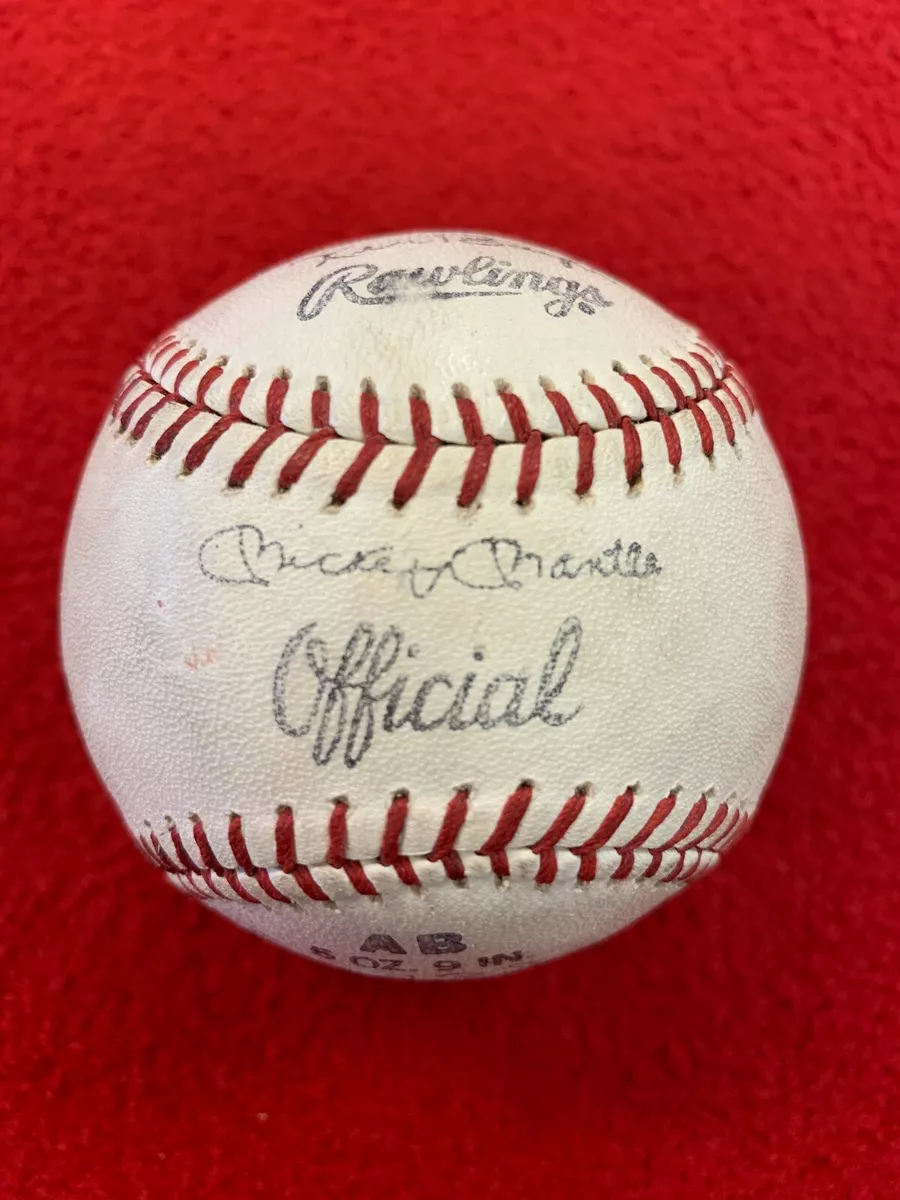 Rawlings
Mickey Mantle
Official
AB
5 OZ. 9 IN.